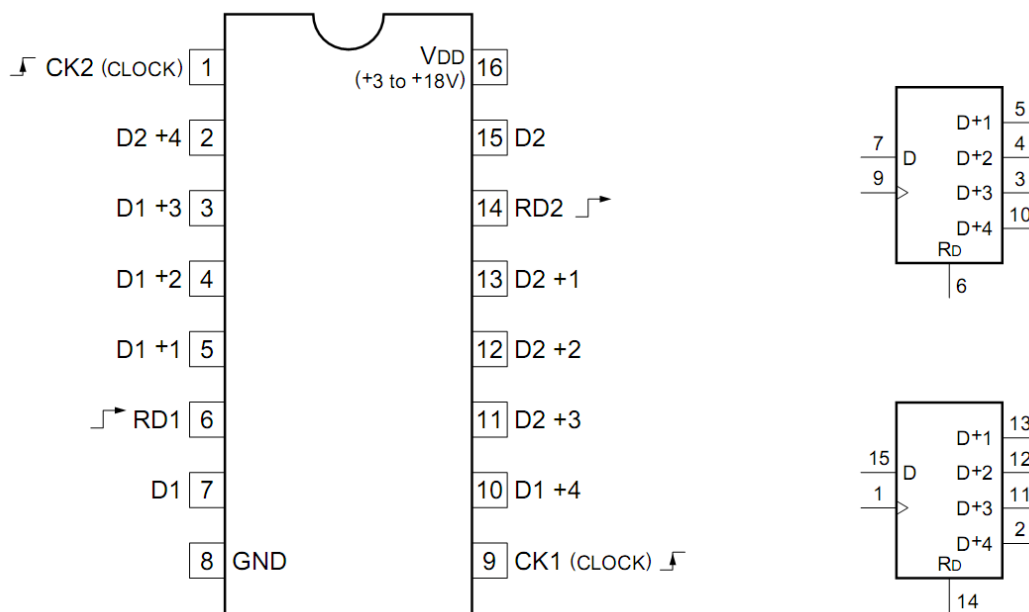 CK2 (CLOCK) 1
VDD 16
(+3 to +18V)
D2 +4 2
15 D2
D1 +3 3
14 RD2
D1 +2 4
13 D2 +1
D1 +1 5
12 D2 +2
RD1 6
11 D2 +3
D1 7
10 D1 +4
8 GND
9 CK1 (CLOCK)
D+1 5
7 D D+2 4
9 D+3 3
D+4 10
RD
6
D+1 13
15 D D+2 12
1 D+3 11
D+4 2
RD
14